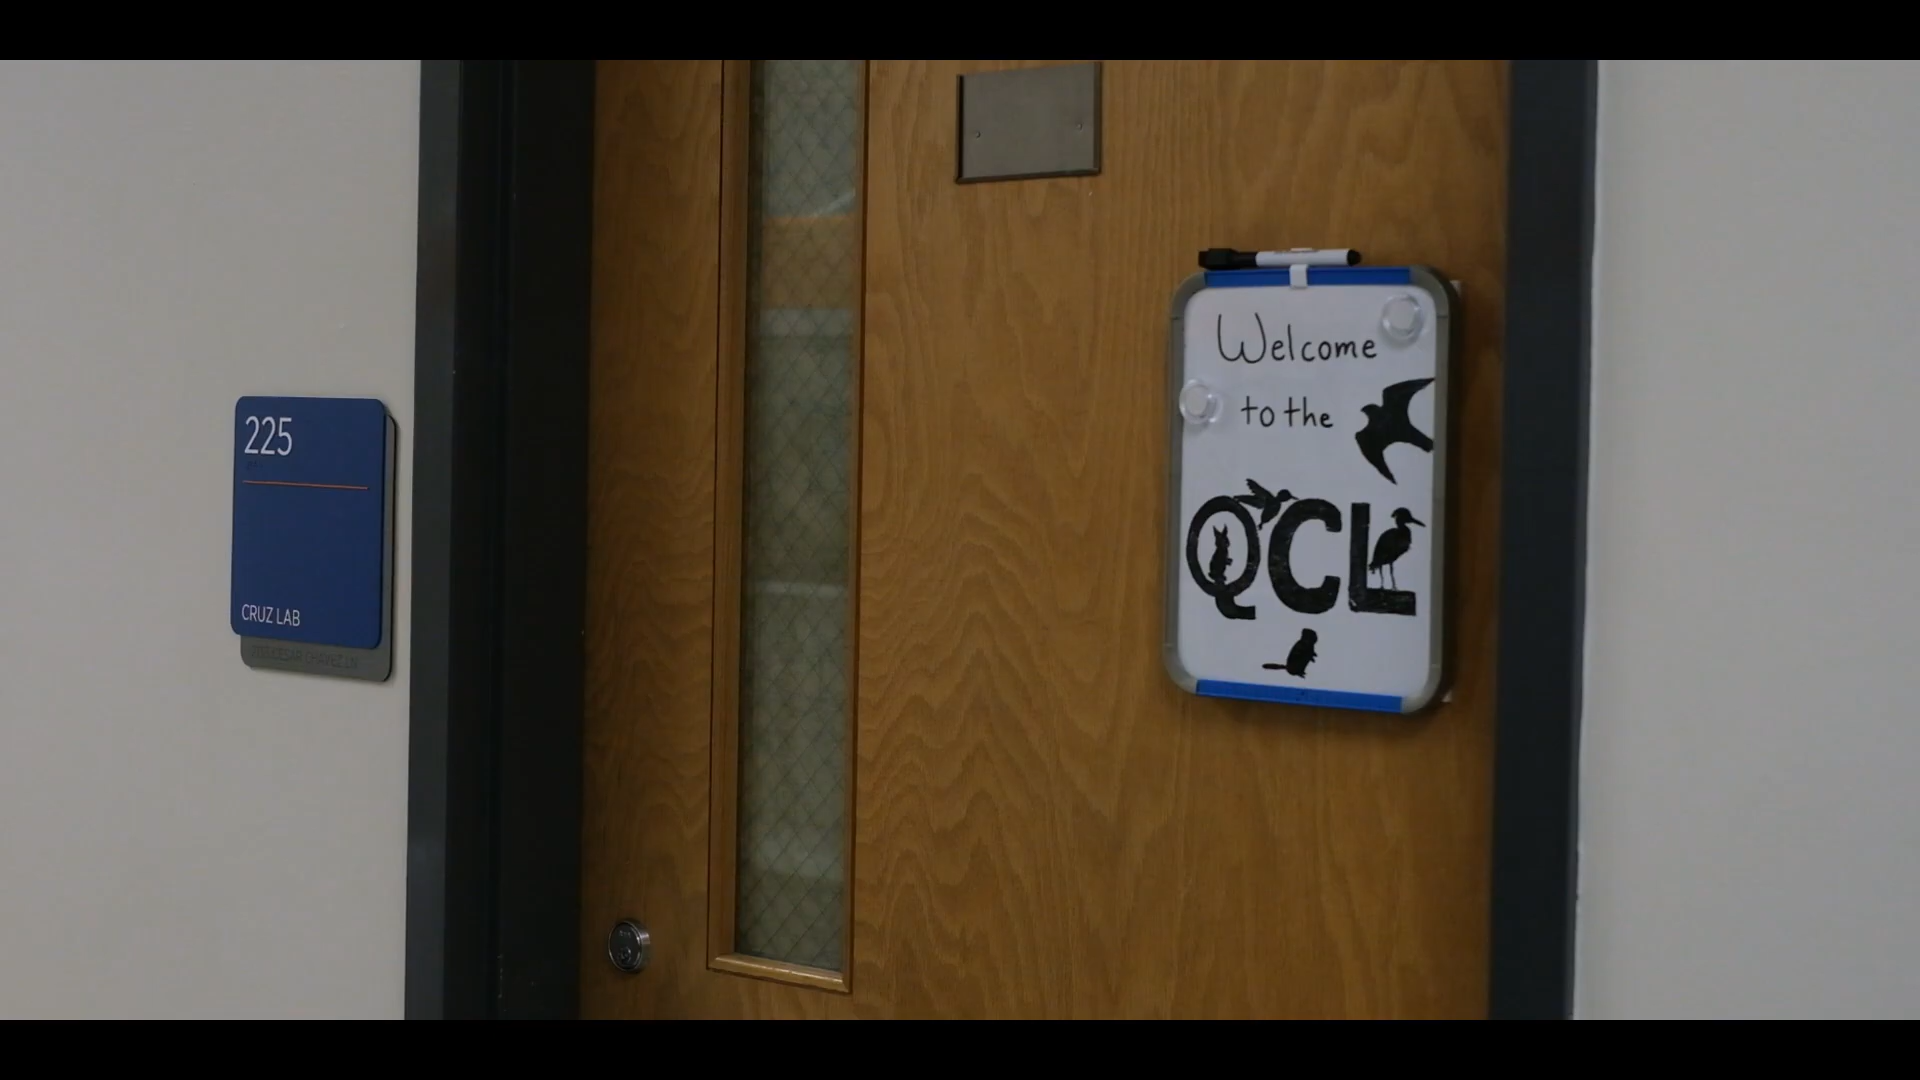 225
CRUZ LAB
Welcome
to the
QCL